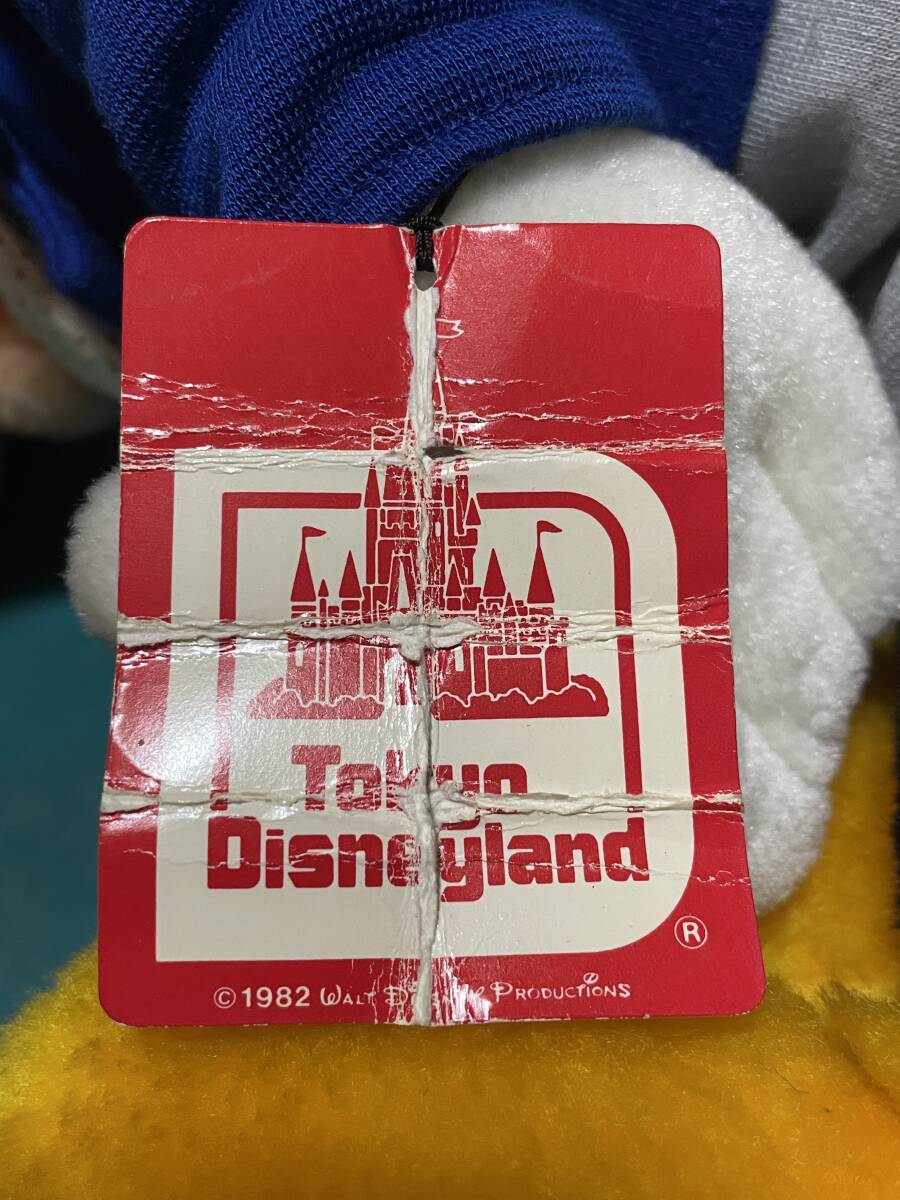 Tokyo
Disneyland
®
© 1982 WALT DISNEY PRODUCTIONS